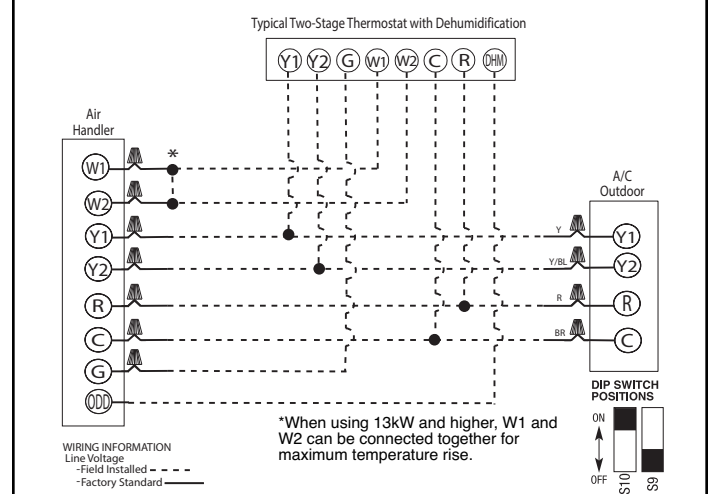 Typical Two-Stage Thermostat with Dehumidification
Y1 Y2 G W1 W2 C R DHM
Air
Handler
*
W1
W2
Y1
Y2
R
C
G
ODD
A/C
Outdoor
Y
Y1
Y/BL
Y2
R
R
BR
C
*When using 13kW and higher, W1 and
W2 can be connected together for
maximum temperature rise.
WIRING INFORMATION
Line Voltage
-Field Installed
-Factory Standard
DIP SWITCH
POSITIONS
ON
OFF
S10
S9